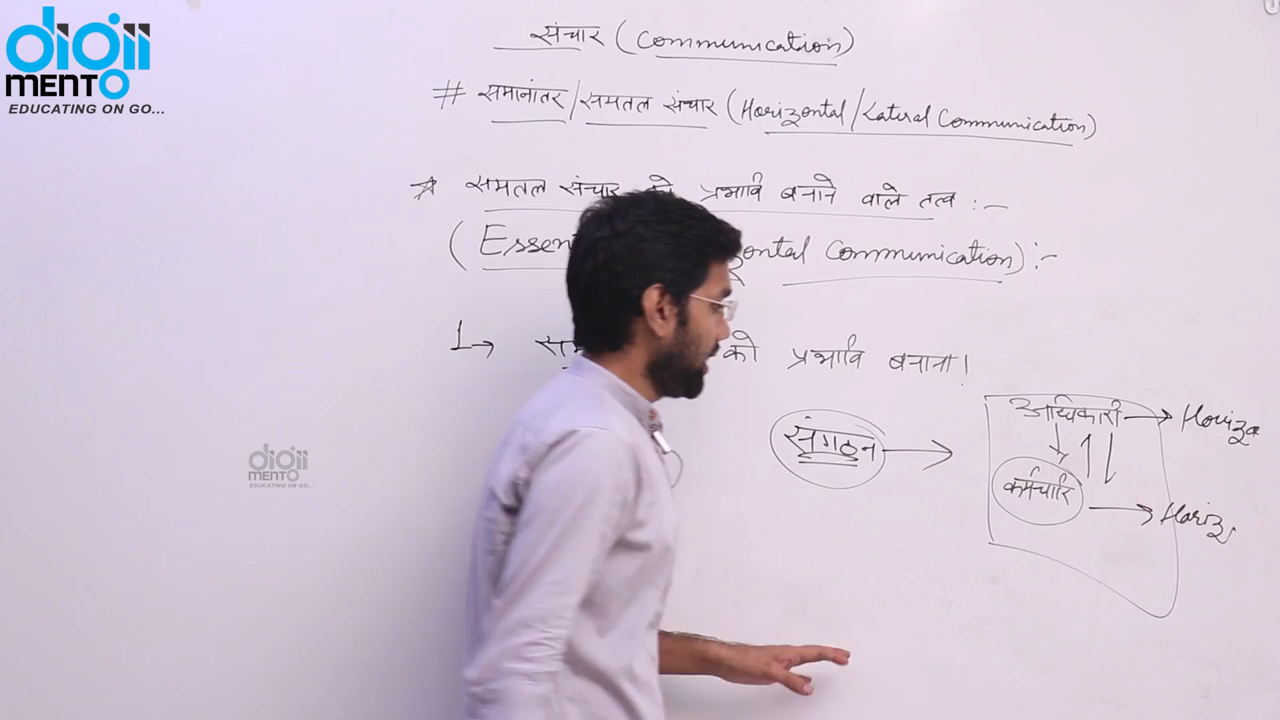 digii
MENTO
EDUCATING ON GO...
संचार (Communication)
# समानांतर/समतल संचार (Horizontal/Lateral Communication)
☆ समतल संचार को प्रभावि बनाने वाले तत्व :-
(Essen ontal Communication):-
1→ को प्रभावि बनाना!
संगठन → अधिकारी → Horizo
कर्मचारि → Horiz
digii
MENTO
EDUCATING ON GO...